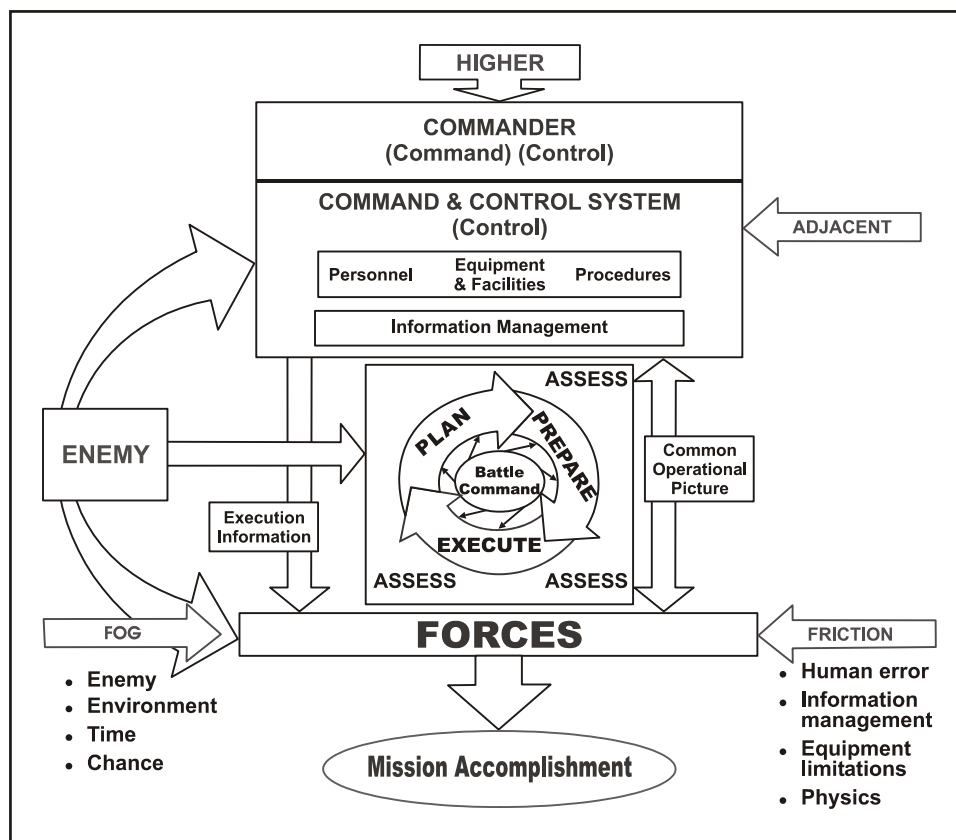 HIGHER
COMMANDER
(Command) (Control)
COMMAND & CONTROL SYSTEM
(Control)
ADJACENT
Personnel
Equipment
& Facilities
Procedures
Information Management
ASSESS
PLAN
PREPARE
ENEMY
Battle
Command
Common
Operational
Picture
Execution
Information
EXECUTE
ASSESS
ASSESS
FOG
FORCES
FRICTION
• Enemy
• Environment
• Time
• Chance
• Human error
• Information
management
• Equipment
limitations
• Physics
Mission Accomplishment